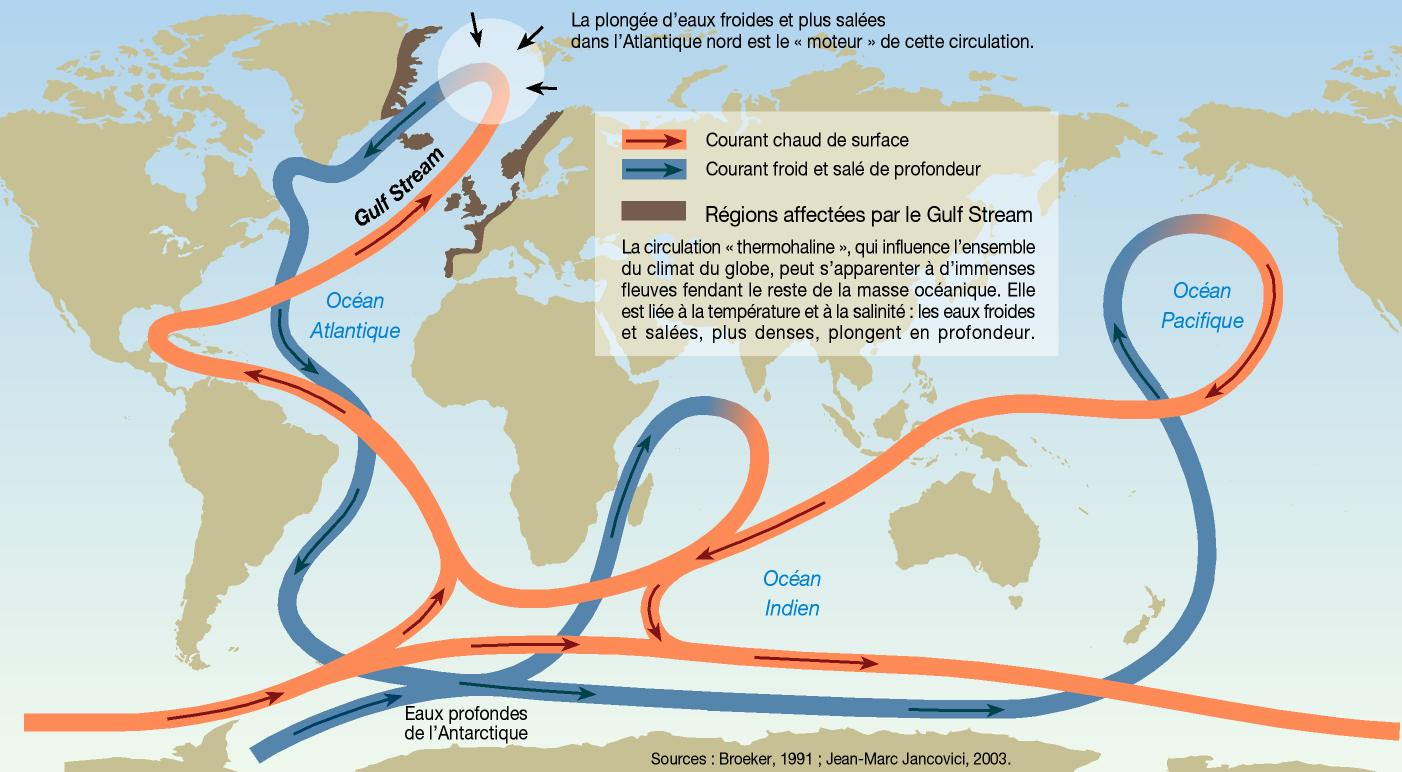 La plongée d'eaux froides et plus salées
dans l'Atlantique nord est le « moteur » de cette circulation.
Courant chaud de surface
Courant froid et salé de profondeur
Régions affectées par le Gulf Stream
La circulation « thermohaline », qui influence l'ensemble
du climat du globe, peut s'apparenter à d'immenses
fleuves fendant le reste de la masse océanique. Elle
est liée à la température et à la salinité : les eaux froides
et salées, plus denses, plongent en profondeur.
Gulf Stream
Océan
Atlantique
Océan
Pacifique
Océan
Indien
Eaux profondes
de l'Antarctique
Sources : Broeker, 1991 ; Jean-Marc Jancovici, 2003.